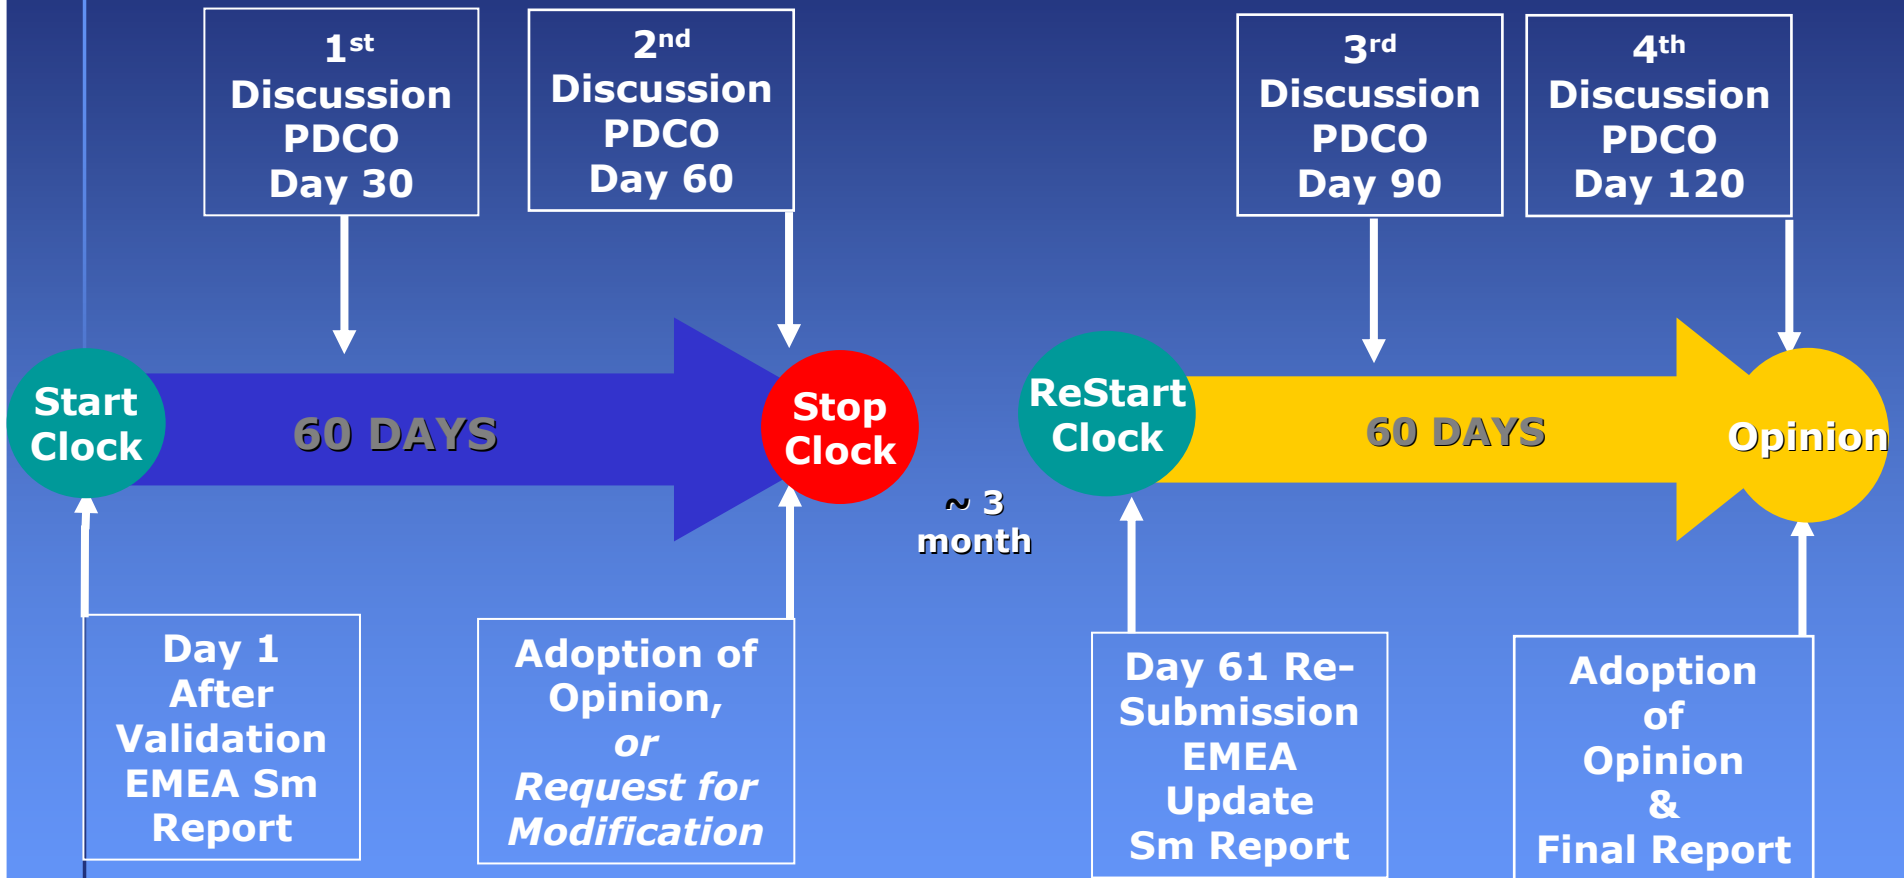 1st
Discussion
PDCO
Day 30
2nd
Discussion
PDCO
Day 60
3rd
Discussion
PDCO
Day 90
4th
Discussion
PDCO
Day 120
Start
Clock
60 DAYS
Stop
Clock
~ 3
month
ReStart
Clock
60 DAYS
Opinion
Day 1
After
Validation
EMEA Sm
Report
Adoption of
Opinion,
or
Request for
Modification
Day 61 Re-
Submission
EMEA
Update
Sm Report
Adoption
of
Opinion
&
Final Report